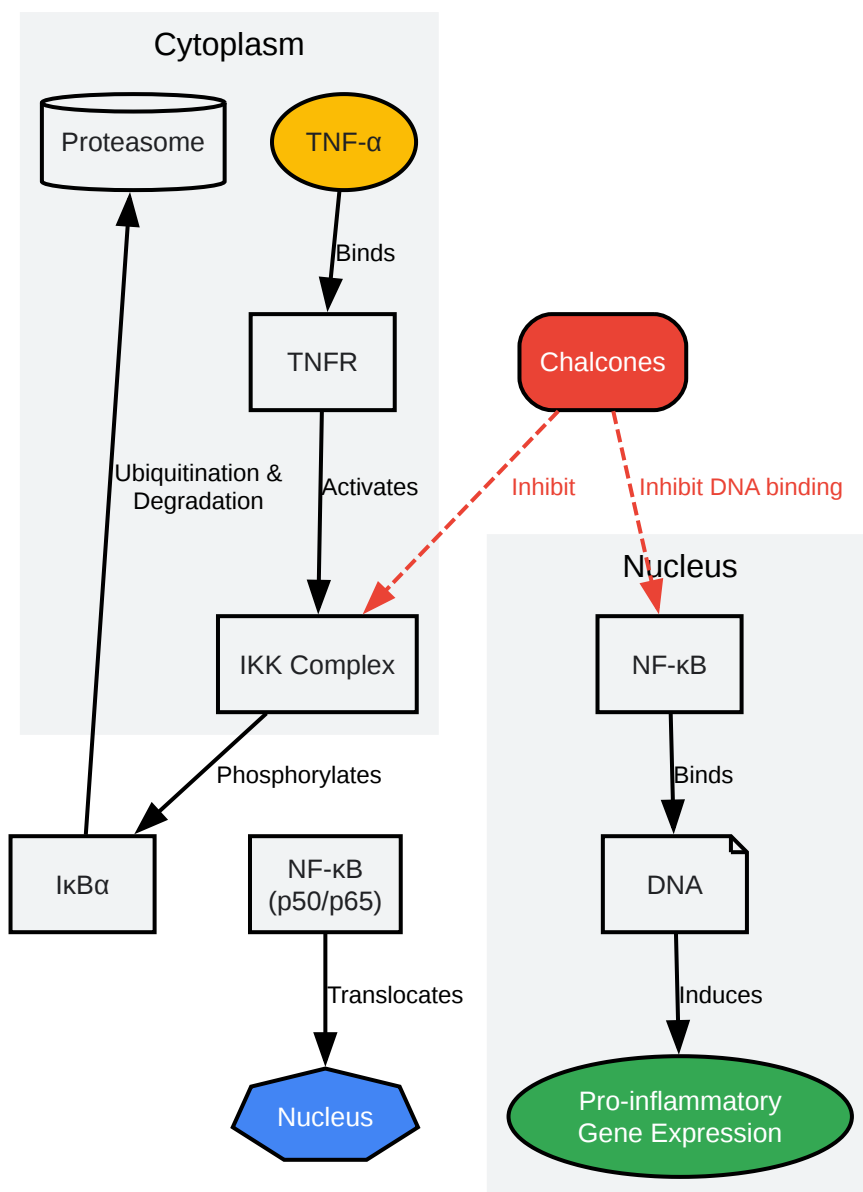 Cytoplasm
Proteasome
TNF-α
Binds
TNFR
Chalcones
Ubiquitination &
Degradation
Activates
Inhibit
Inhibit DNA binding
Nucleus
IKK Complex
NF-κB
Phosphorylates
Binds
IκBα
NF-κB
(p50/p65)
DNA
Translocates
Induces
Nucleus
Pro-inflammatory
Gene Expression